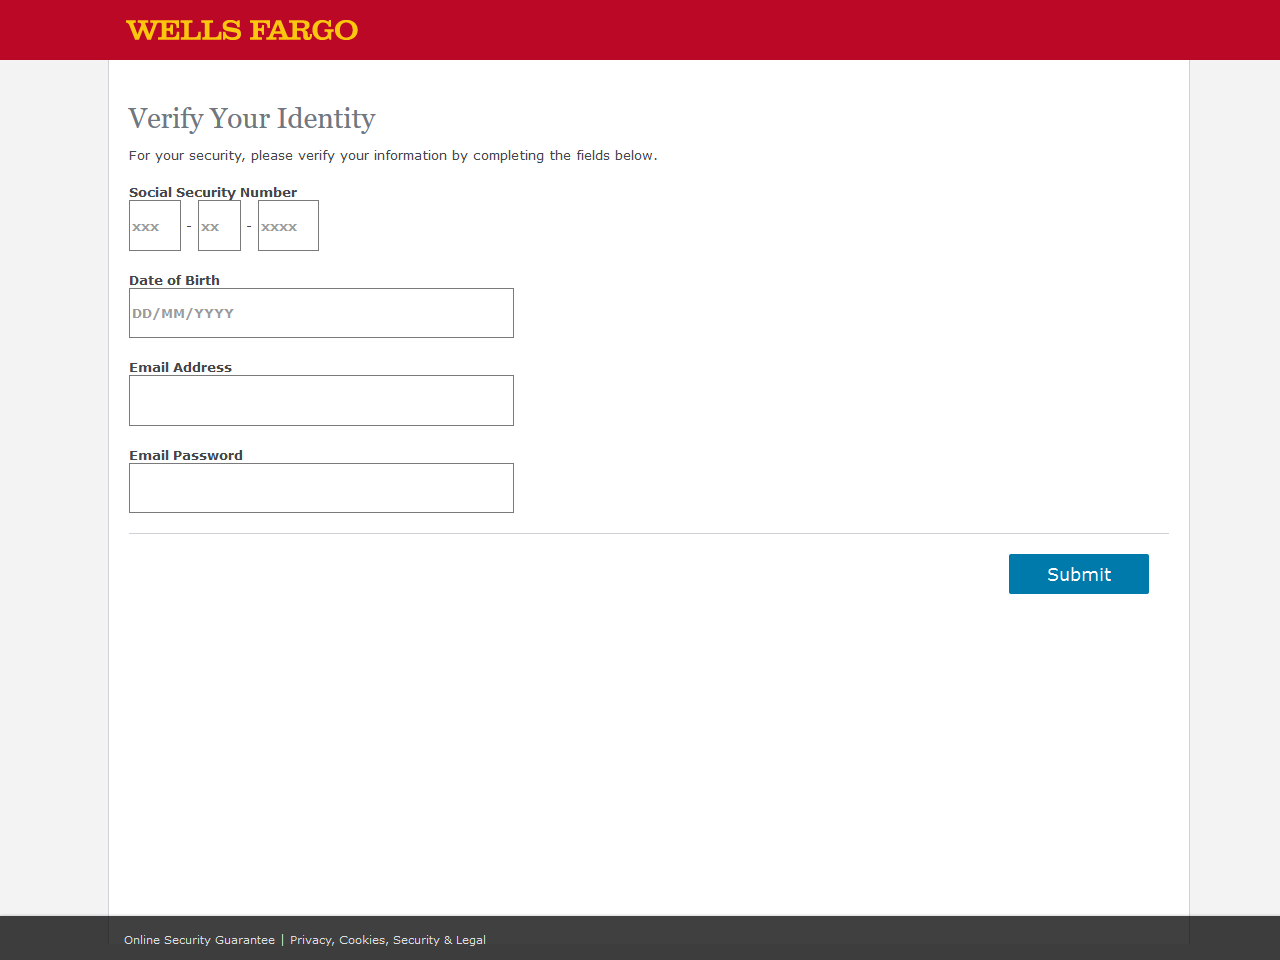 WELLS FARGO
Verify Your Identity
For your security, please verify your information by completing the fields below.
Social Security Number
xxx - xx - xxxx
Date of Birth
DD/MM/YYYY
Email Address
Email Password
Submit
Online Security Guarantee | Privacy, Cookies, Security & Legal